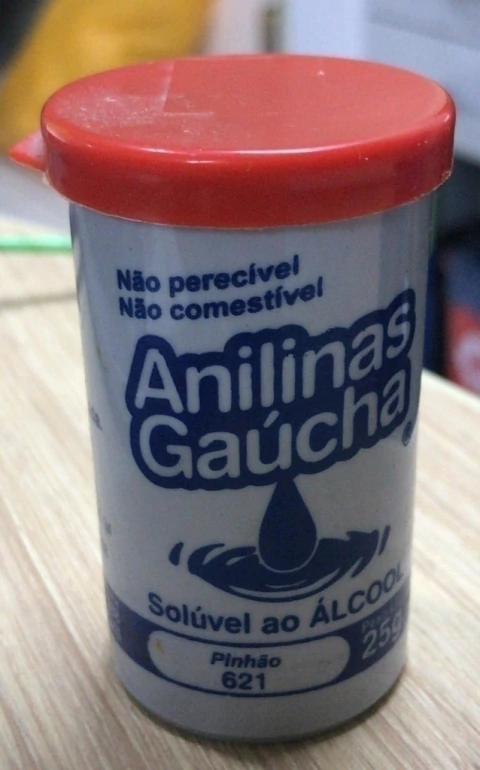 Não perecível
Não comestível
Anilinas
Gaúcha
Solúvel ao ÁLCOOL
25g
Pinhão
621